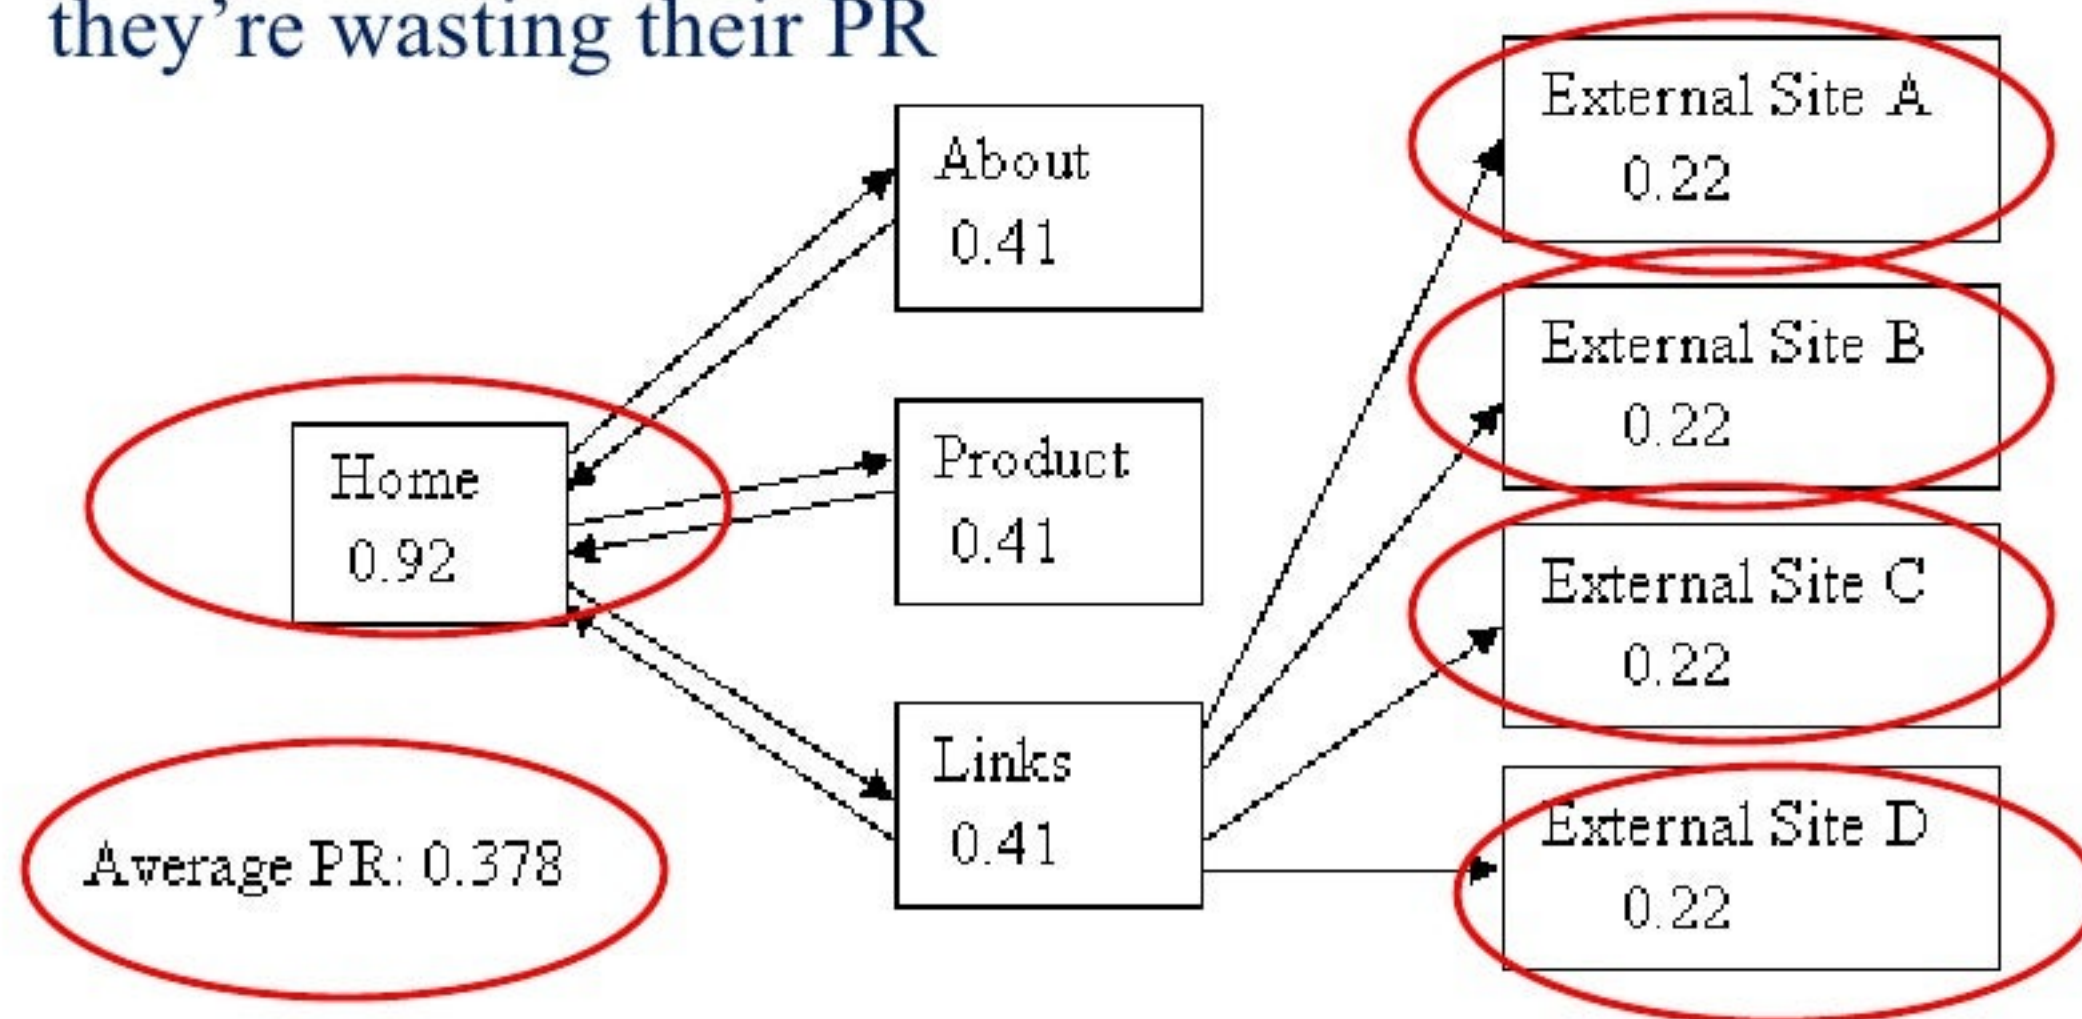 they're wasting their PR
About
0.41
Home
0.92
Product
0.41
Links
0.41
Average PR: 0.378
External Site A
0.22
External Site B
0.22
External Site C
0.22
External Site D
0.22